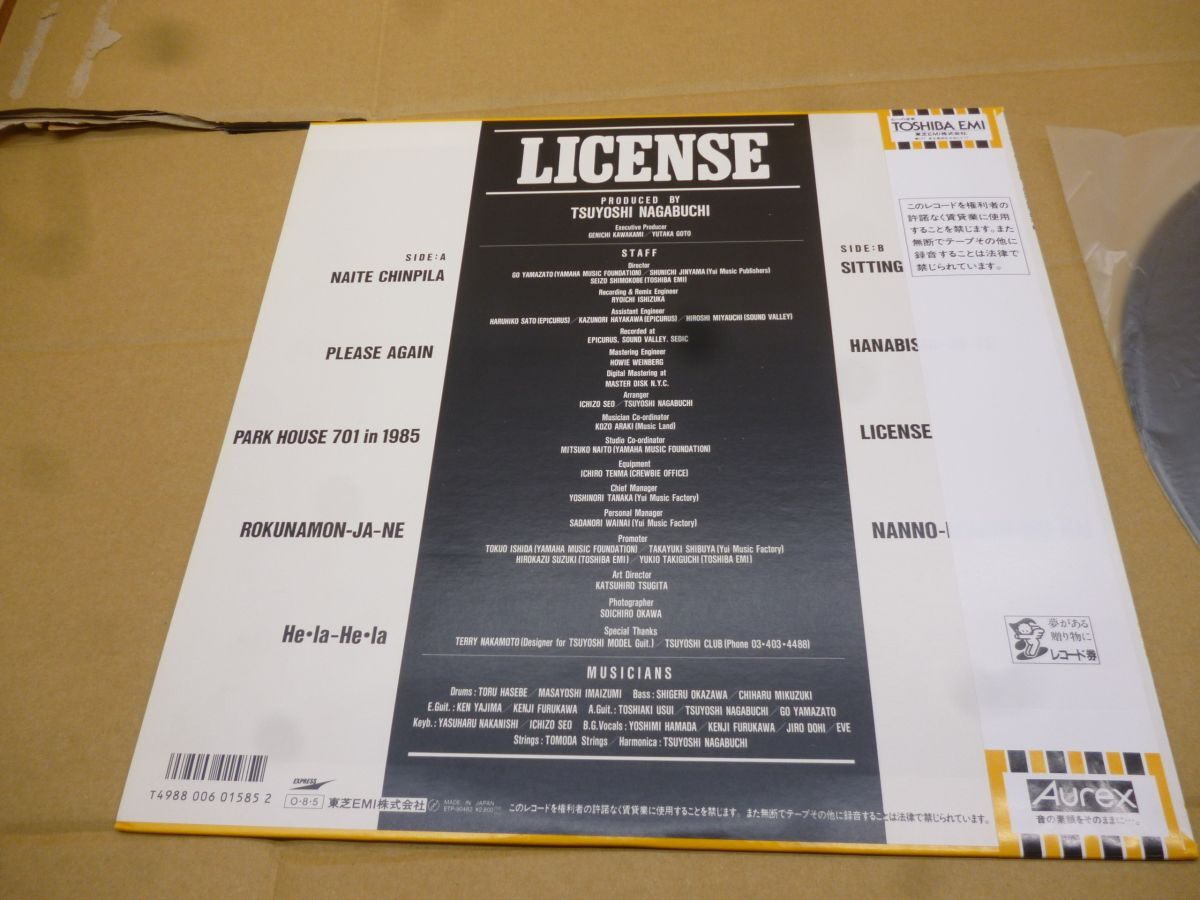 LICENSE
PRODUCED BY
TSUYOSHI NAGABUCHI
Executive Producer
GENICHI KAWAKAMI／YUTAKA GOTO
STAFF
Director
GO YAMAZATO (YAMAHA MUSIC FOUNDATION)／SHUNICHI JINYAMA (Yui Music Publishers)
SEIZO SHIMOKOBE (TOSHIBA EMI)
Recording & Remix Engineer
RYOICHI ISHIZUKA
Assistant Engineer
HARUHIKO SATO (EPICURUS)／KAZUNORI HAYAKAWA (EPICURUS)／HIROSHI MIYAUCHI (SOUND VALLEY)
Recorded at
EPICURUS, SOUND VALLEY, SEDIC
Mastering Engineer
HOWIE WEINBERG
Digital Mastering at
MASTER DISK N.Y.C.
Arranger
ICHIZO SEO／TSUYOSHI NAGABUCHI
Musician Co-ordinator
KOZO ARAKI (Music Land)
Studio Co-ordinator
MITSUKO NAITO (YAMAHA MUSIC FOUNDATION)
Equipment
ICHIRO TENMA (CREWBIE OFFICE)
Chief Manager
YOSHINORI TANAKA (Yui Music Factory)
Personal Manager
SADANORI WAINAI (Yui Music Factory)
Promoter
TOKUO ISHIDA (YAMAHA MUSIC FOUNDATION)／TAKAYUKI SHIBUYA (Yui Music Factory)
HIROKAZU SUZUKI (TOSHIBA EMI)／YUKIO TAKIGUCHI (TOSHIBA EMI)
Art Director
KATSUHIRO TSUGITA
Photographer
SOICHIRO OKAWA
Special Thanks
TERRY NAKAMOTO (Designer for TSUYOSHI MODEL Guit.)／TSUYOSHI CLUB (Phone 03・403・4488)
MUSICIANS
Drums : TORU HASEBE／MASAYOSHI IMAIZUMI Bass : SHIGERU OKAZAWA／CHIHARU MIKUZUKI
E.Guit : KEN YAJIMA／KENJI FURUKAWA A.Guit : TOSHIAKI USUI／TSUYOSHI NAGABUCHI／GO YAMAZATO
Keyb. : YASUHARU NAKANISHI／ICHIZO SEO B.G.Vocals : YOSHIMI HAMADA／KENJI FURUKAWA／JIRO DOHI／EVE
Strings : TOMODA Strings／Harmonica : TSUYOSHI NAGABUCHI
SIDE:A
NAITE CHINPILA
PLEASE AGAIN
PARK HOUSE 701 in 1985
ROKUNAMON-JA-NE
He・la-He・la
SIDE:B
SITTING
HANABIS
LICENSE
NANNO-
TOSHIBA EMI
東芝EMI株式会社
このレコードを権利者の
許諾なく賃貸業に使用
することを禁じます。また
無断でテープその他に
録音することは法律で
禁じられています。
夢がある
贈り物に
レコード券
Aurex
音の素顔をそのままに…。
T4988 006 01585 2
EXPRESS
O・8・5 東芝EMI株式会社
MADE IN JAPAN
ETP-90482 ¥2,800
このレコードを権利者の許諾なく賃貸業に使用することを禁じます。また無断でテープその他に録音することは法律で禁じられています。